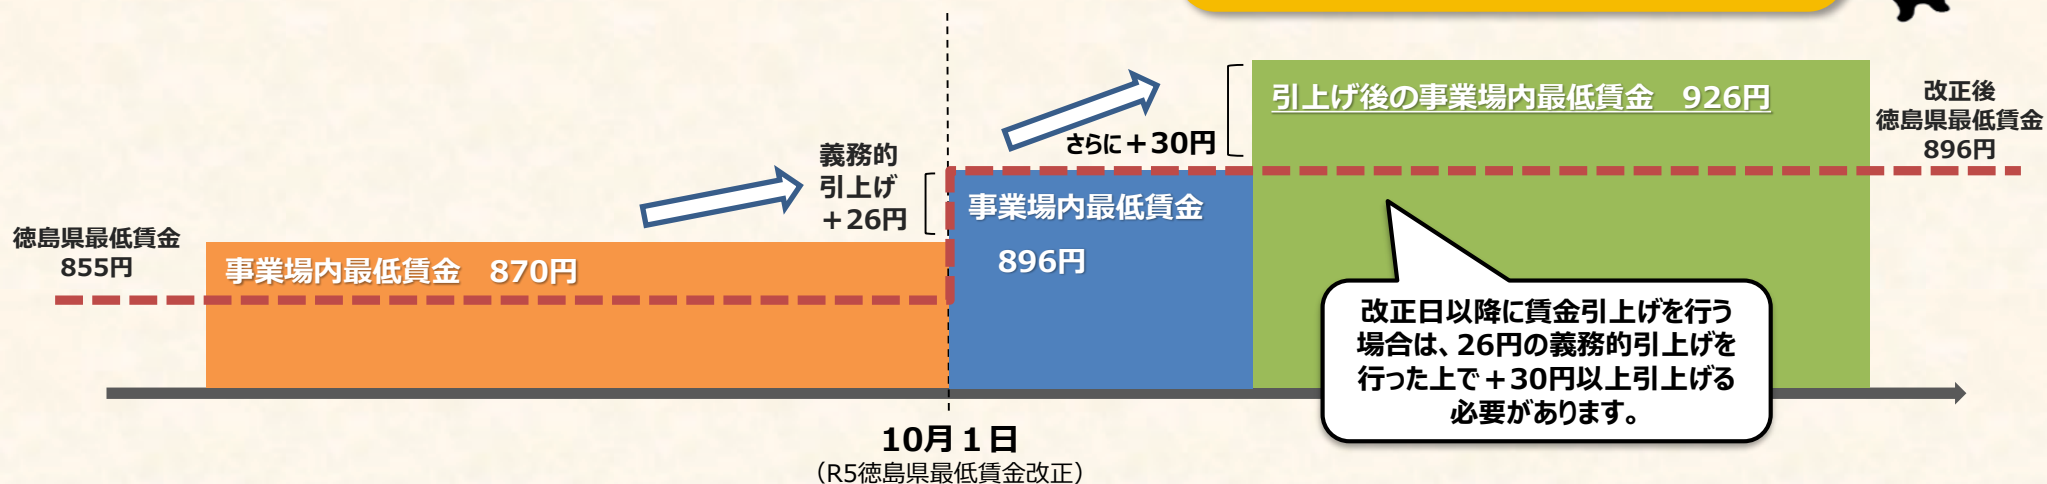 徳島県最低賃金
855円
事業場内最低賃金　870円
義務的
引上げ
＋26円
事業場内最低賃金
896円
さらに＋30円
引上げ後の事業場内最低賃金　926円
改正後
徳島県最低賃金
896円
改正日以降に賃金引上げを行う
場合は、26円の義務的引上げを
行った上で＋30円以上引上げる
必要があります。
10月１日
（R5徳島県最低賃金改正）